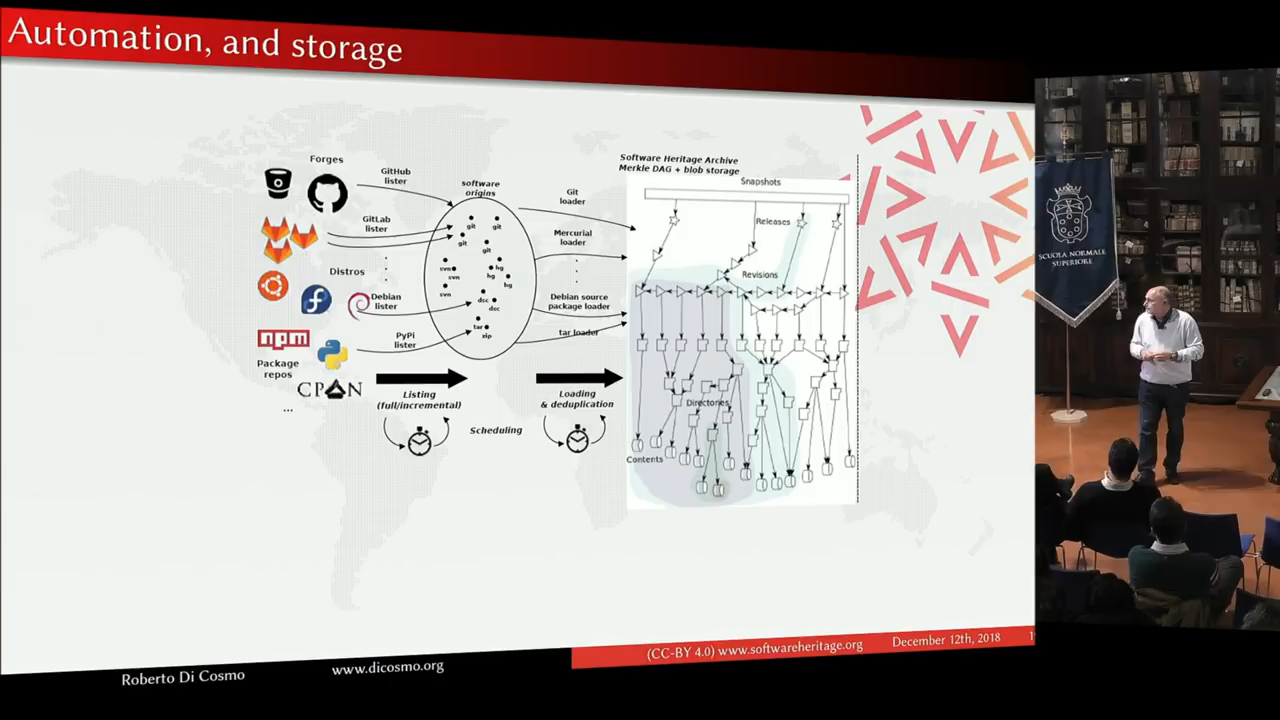 Automation, and storage
Forges
GitHub
lister
GitLab
lister
Distros
Debian
lister
PyPi
lister
npm
Package
repos
CPAN
...
software
origins
git
git
git
git
svn
svn
svn
hg
hg
hg
dsc
dsc
tar
zip
Git
loader
Mercurial
loader
Debian source
package loader
tar loader
Listing
(full/incremental)
Scheduling
Loading
& deduplication
Software Heritage Archive
Merkle DAG + blob storage
Snapshots
Releases
Revisions
Directories
Contents
SCUOLA NORMALE
SUPERIORE
Roberto Di Cosmo
www.dicosmo.org
(CC-BY 4.0) www.softwareheritage.org
December 12th, 2018